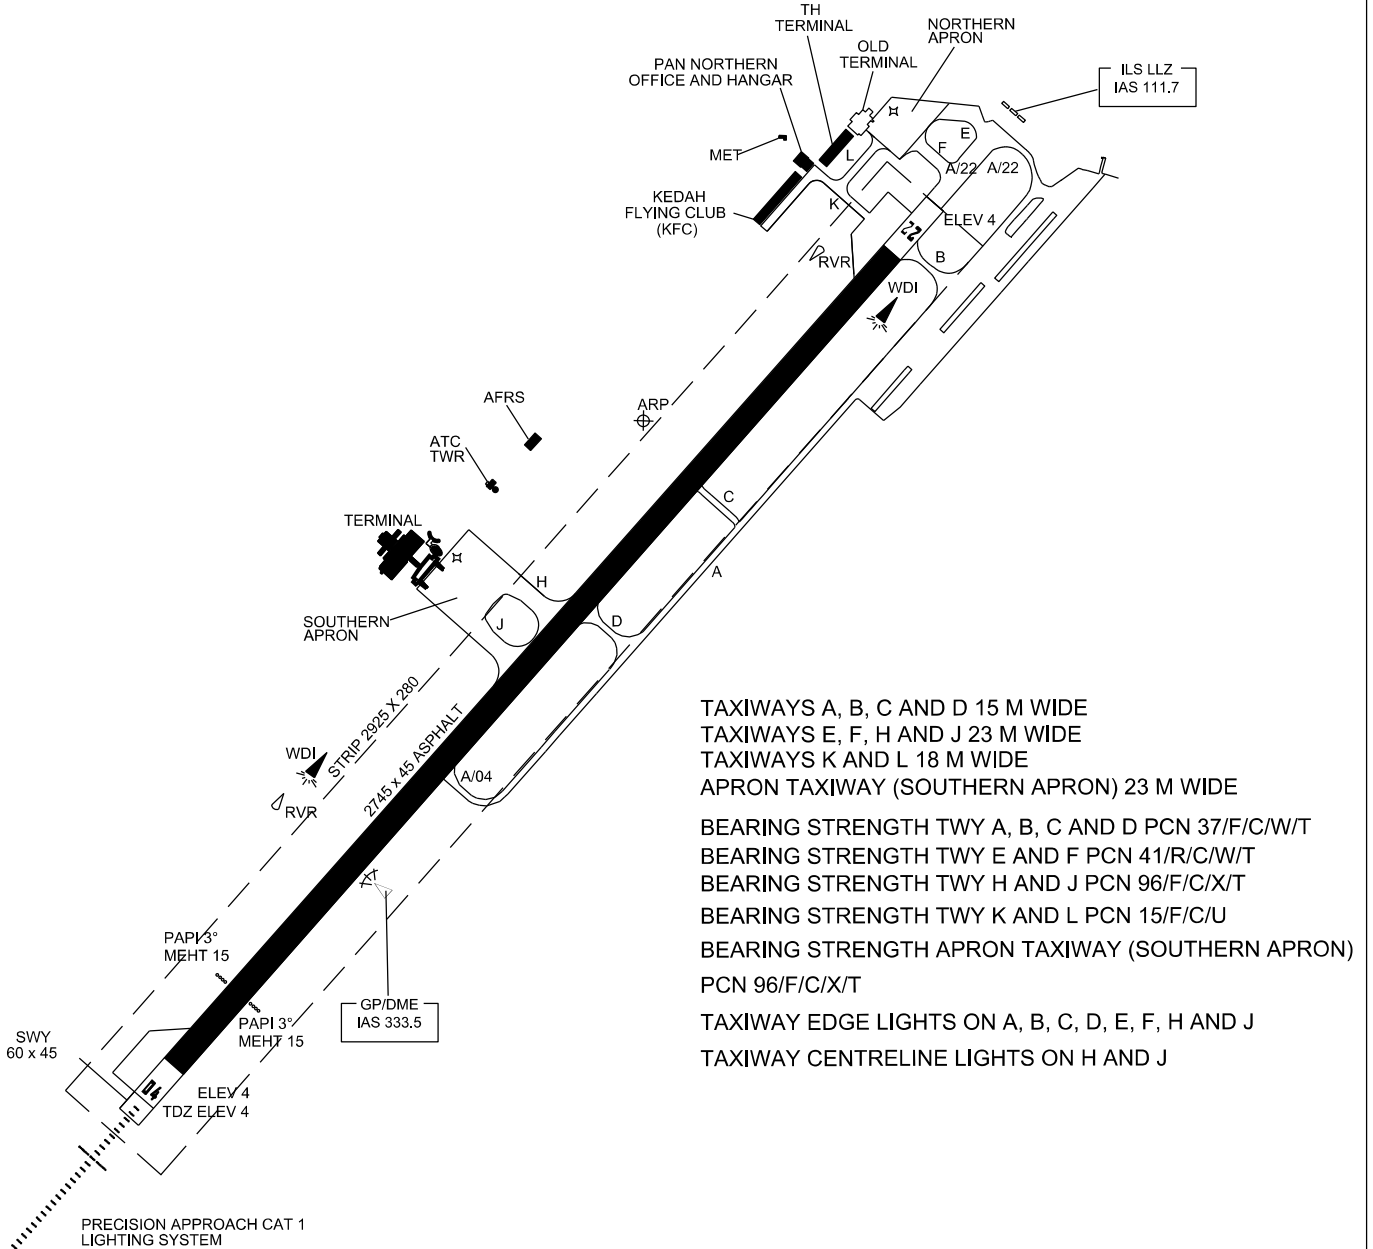 TH
TERMINAL
NORTHERN
APRON
OLD
TERMINAL
PAN NORTHERN
OFFICE AND HANGAR
ILS LLZ
IAS 111.7
MET
L
E
F
A/22
A/22
KEDAH
FLYING CLUB
(KFC)
K
ELEV 4
22
B
RVR
WDI
ARP
AFRS
ATC
TWR
C
TERMINAL
A
H
J
D
SOUTHERN
APRON
STRIP 2925 X 280
2745 x 45 ASPHALT
WDI
A/04
RVR
TAXIWAYS A, B, C AND D 15 M WIDE
TAXIWAYS E, F, H AND J 23 M WIDE
TAXIWAYS K AND L 18 M WIDE
APRON TAXIWAY (SOUTHERN APRON) 23 M WIDE
BEARING STRENGTH TWY A, B, C AND D PCN 37/F/C/W/T
BEARING STRENGTH TWY E AND F PCN 41/R/C/W/T
BEARING STRENGTH TWY H AND J PCN 96/F/C/X/T
BEARING STRENGTH TWY K AND L PCN 15/F/C/U
BEARING STRENGTH APRON TAXIWAY (SOUTHERN APRON)
PCN 96/F/C/X/T
TAXIWAY EDGE LIGHTS ON A, B, C, D, E, F, H AND J
TAXIWAY CENTRELINE LIGHTS ON H AND J
PAPI 3°
MEHT 15
GP/DME
IAS 333.5
PAPI 3°
MEHT 15
SWY
60 x 45
04
ELEV 4
TDZ ELEV 4
PRECISION APPROACH CAT 1
LIGHTING SYSTEM